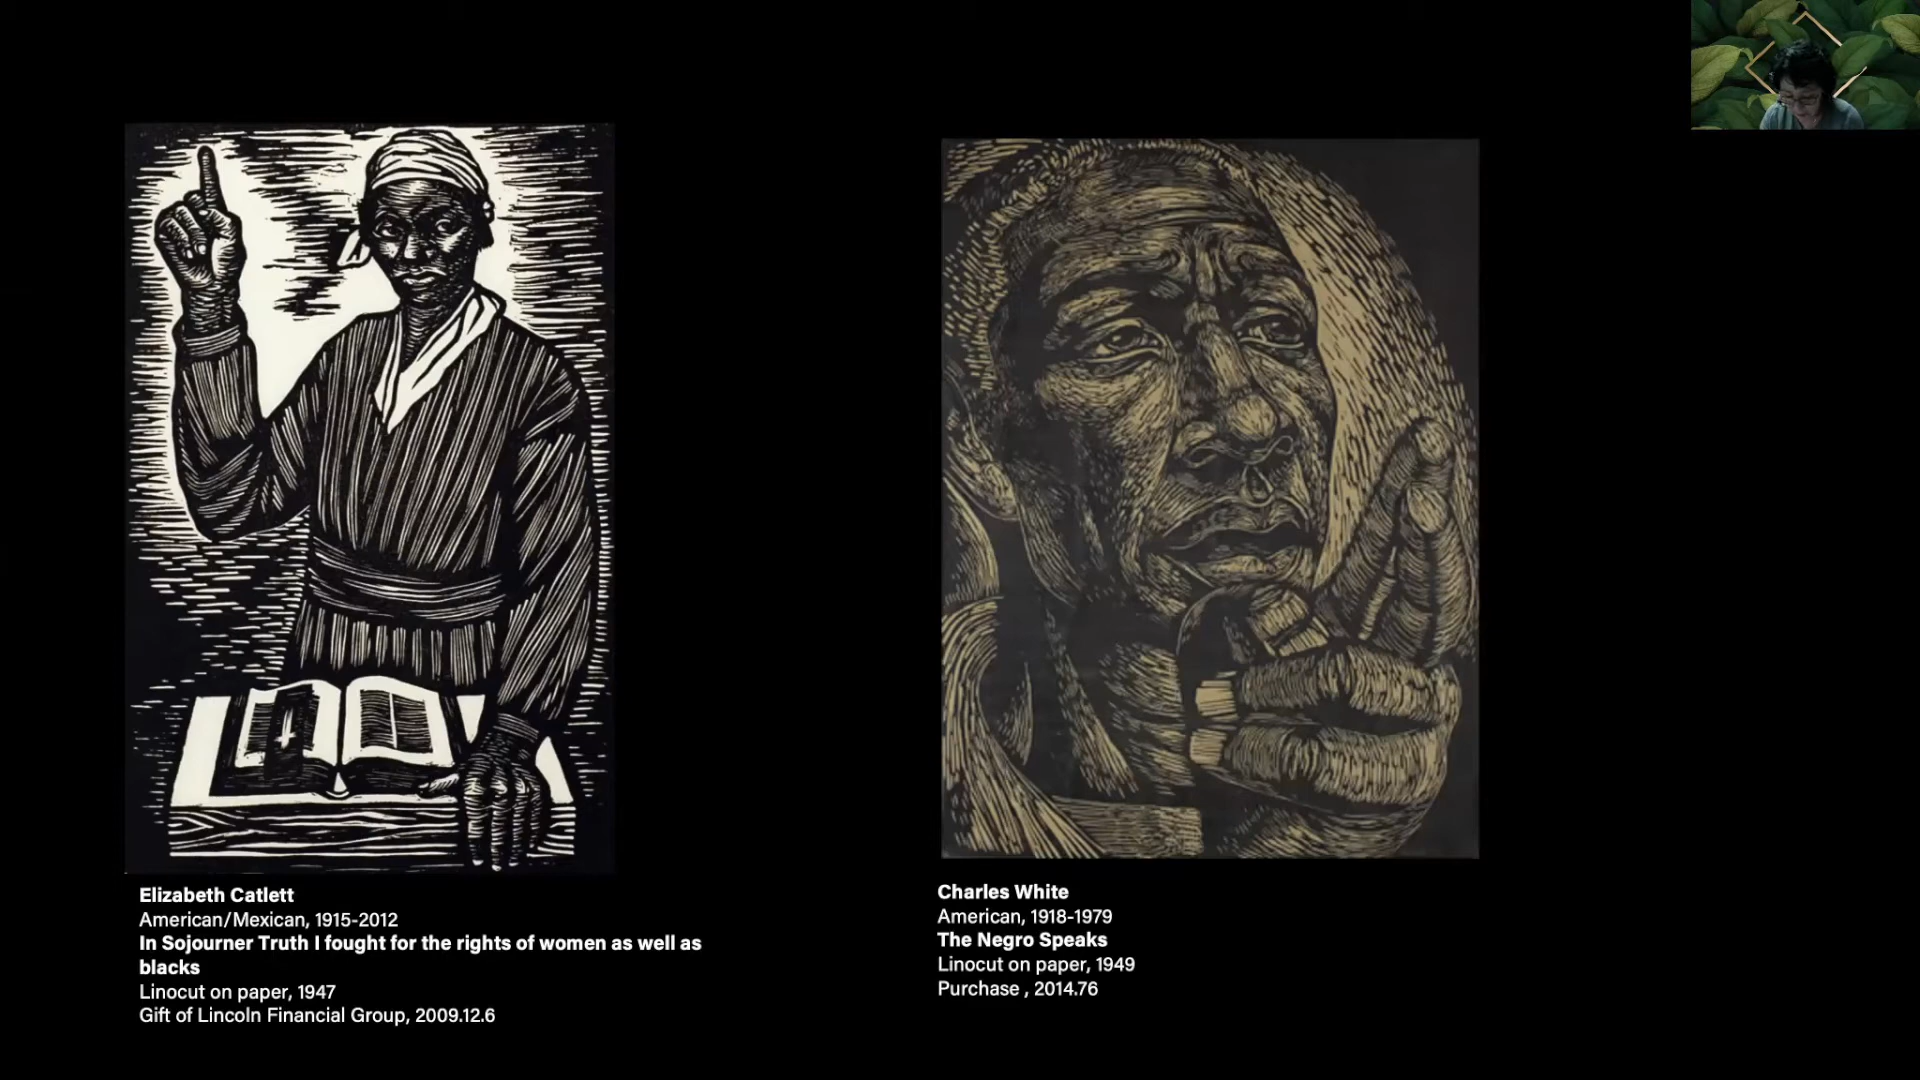 Elizabeth Catlett
American/Mexican, 1915-2012
In Sojourner Truth I fought for the rights of women as well as
blacks
Linocut on paper, 1947
Gift of Lincoln Financial Group, 2009.12.6
Charles White
American, 1918-1979
The Negro Speaks
Linocut on paper, 1949
Purchase , 2014.76